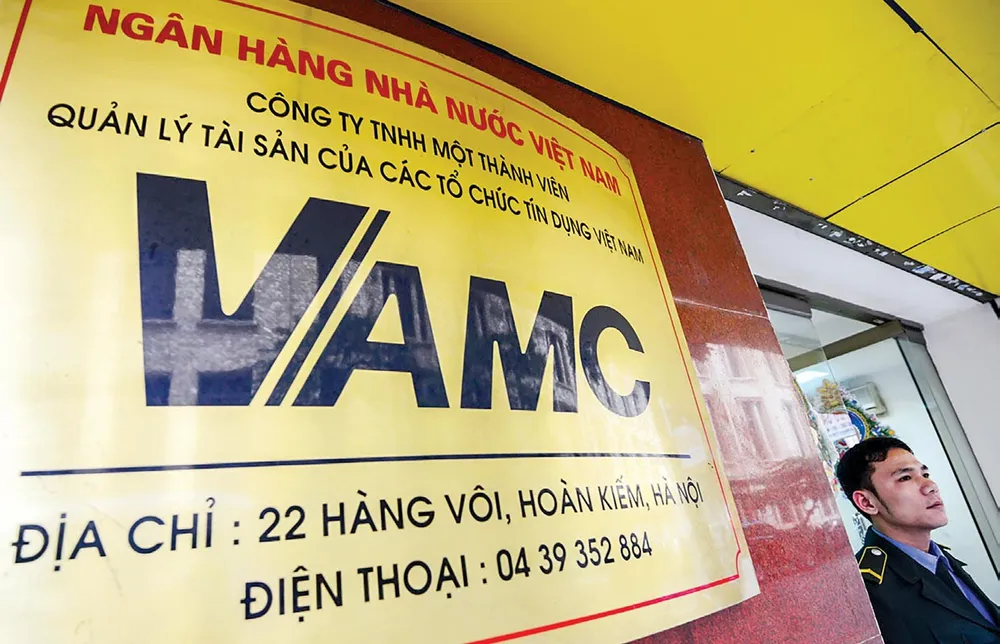 NGÂN HÀNG NHÀ NƯỚC VIỆT NAM
CÔNG TY TNHH MỘT THÀNH VIÊN
QUẢN LÝ TÀI SẢN CỦA CÁC TỔ CHỨC TÍN DỤNG VIỆT NAM
VAMC
ĐỊA CHỈ : 22 HÀNG VÔI, HOÀN KIẾM, HÀ NỘI
ĐIỆN THOẠI : 04 39 352 884